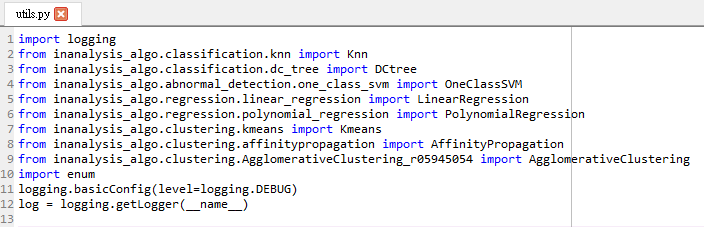 utils.py
1 import logging
2 from inanalysis_algo.classification.knn import Knn
3 from inanalysis_algo.classification.dc_tree import DCtree
4 from inanalysis_algo.abnormal_detection.one_class_svm import OneClassSVM
5 from inanalysis_algo.regression.linear_regression import LinearRegression
6 from inanalysis_algo.regression.polynomial_regression import PolynomialRegression
7 from inanalysis_algo.clustering.kmeans import Kmeans
8 from inanalysis_algo.clustering.affinitypropagation import AffinityPropagation
9 from inanalysis_algo.clustering.AgglomerativeClustering_r05945054 import AgglomerativeClustering
10 import enum
11 logging.basicConfig(level=logging.DEBUG)
12 log = logging.getLogger(__name__)
13